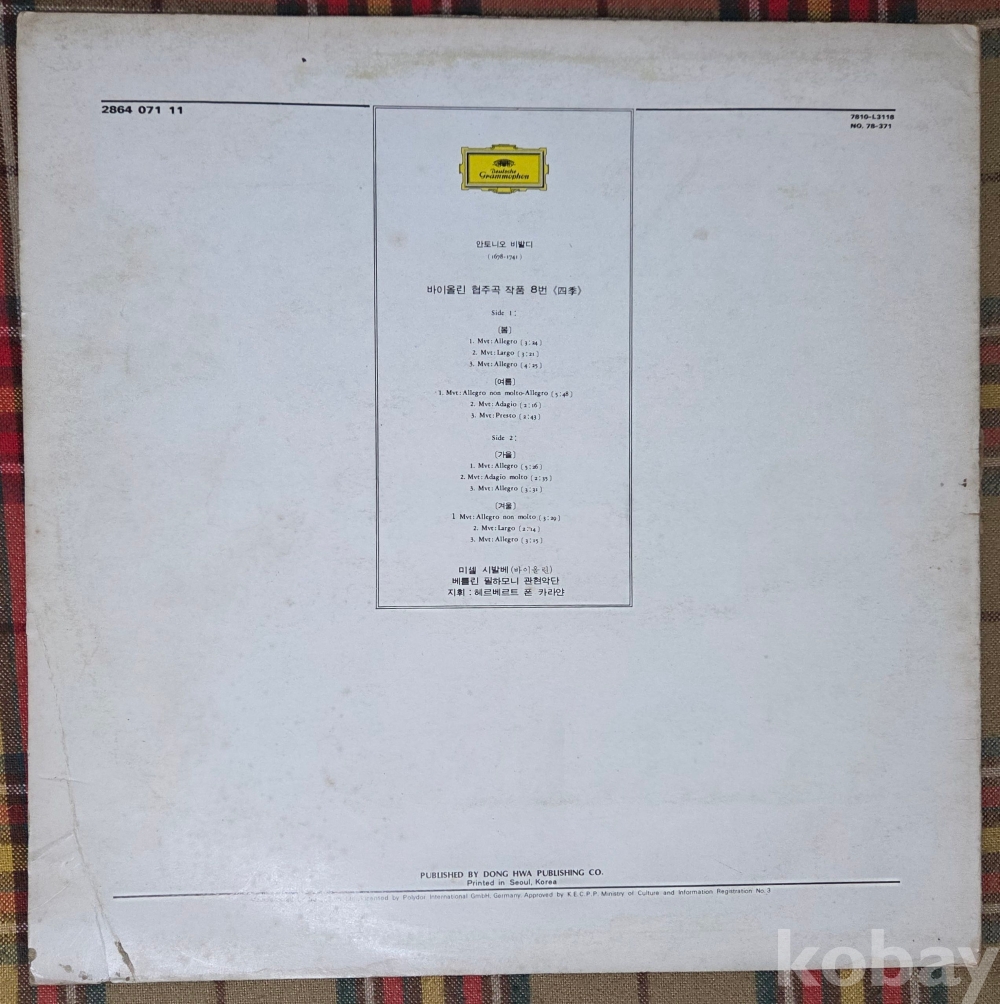 2864 071 11
7810-L3118
NO. 78-371
Deutsche
Grammophon
안토니오 비발디
(1678-1741)
바이올린 협주곡 작품 8번 《四季》
Side 1:
(봄)
1. Mvt: Allegro (3:24)
2. Mvt: Largo (3:21)
3. Mvt: Allegro (4:25)
(여름)
1. Mvt: Allegro non molto-Allegro (5:48)
2. Mvt: Adagio (2:16)
3. Mvt: Presto (2:43)
Side 2:
(가을)
1. Mvt: Allegro (5:26)
2. Mvt: Adagio molto (2:35)
3. Mvt: Allegro (3:31)
(겨울)
1. Mvt: Allegro non molto (3:29)
2. Mvt: Largo (2:14)
3. Mvt: Allegro (3:15)
미셀 시발베 (바이올린)
베를린 필하모니 관현악단
지휘 : 헤르베르트 폰 카라얀
PUBLISHED BY DONG HWA PUBLISHING CO.
Printed in Seoul, Korea
Licensed by Polydor International GmbH, Germany Approved by K.E.C.P.P. Ministry of Culture and Information Registration No. 3
kobay